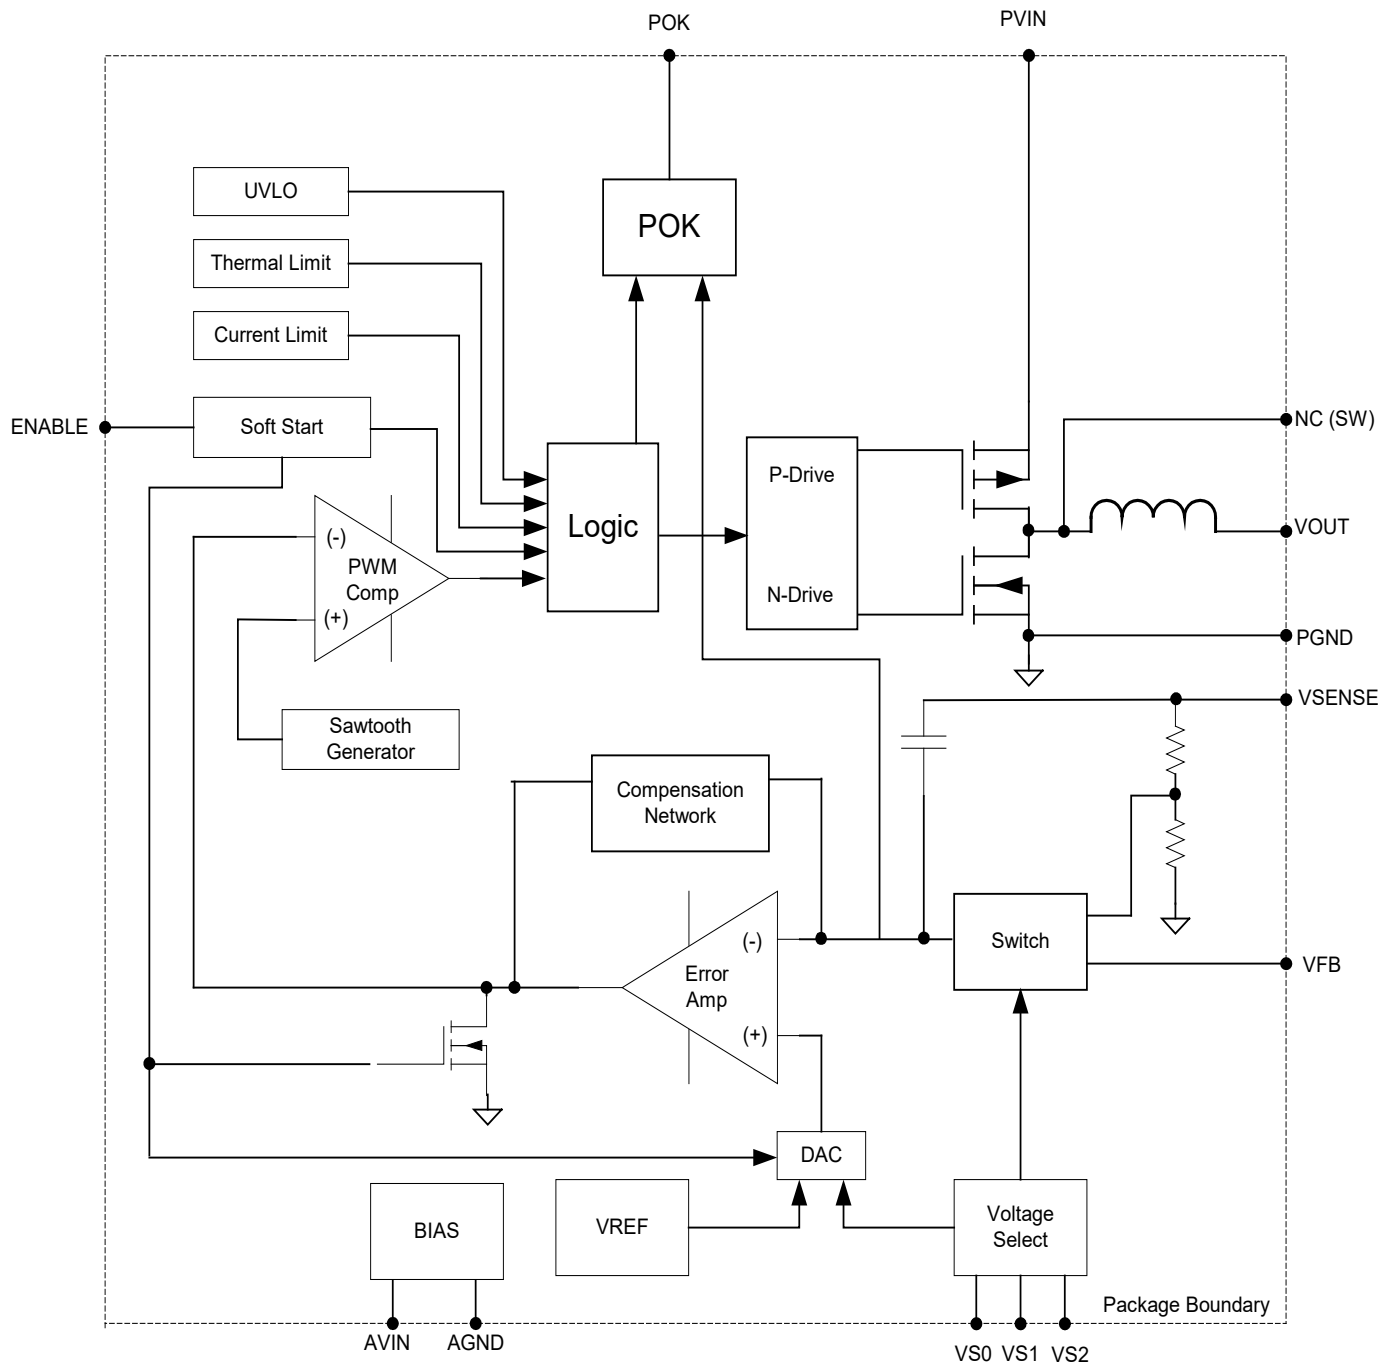 POK
PVIN
UVLO
POK
Thermal Limit
Current Limit
ENABLE
Soft Start
NC (SW)
P-Drive
Logic
VOUT
(-)
PWM
Comp
(+)
N-Drive
PGND
VSENSE
Sawtooth
Generator
Compensation
Network
(-)
Switch
Error
Amp
VFB
(+)
DAC
BIAS
VREF
Voltage
Select
Package Boundary
AVIN
AGND
VS0
VS1
VS2